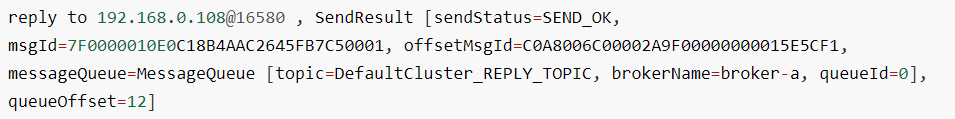 reply to 192.168.0.108@16580 , SendResult [sendStatus=SEND_OK,
msgId=7F0000010E0C18B4AAC2645FB7C50001, offsetMsgId=C0A8006C00002A9F00000000015E5CF1,
messageQueue=MessageQueue [topic=DefaultCluster_REPLY_TOPIC, brokerName=broker-a, queueId=0],
queueOffset=12]